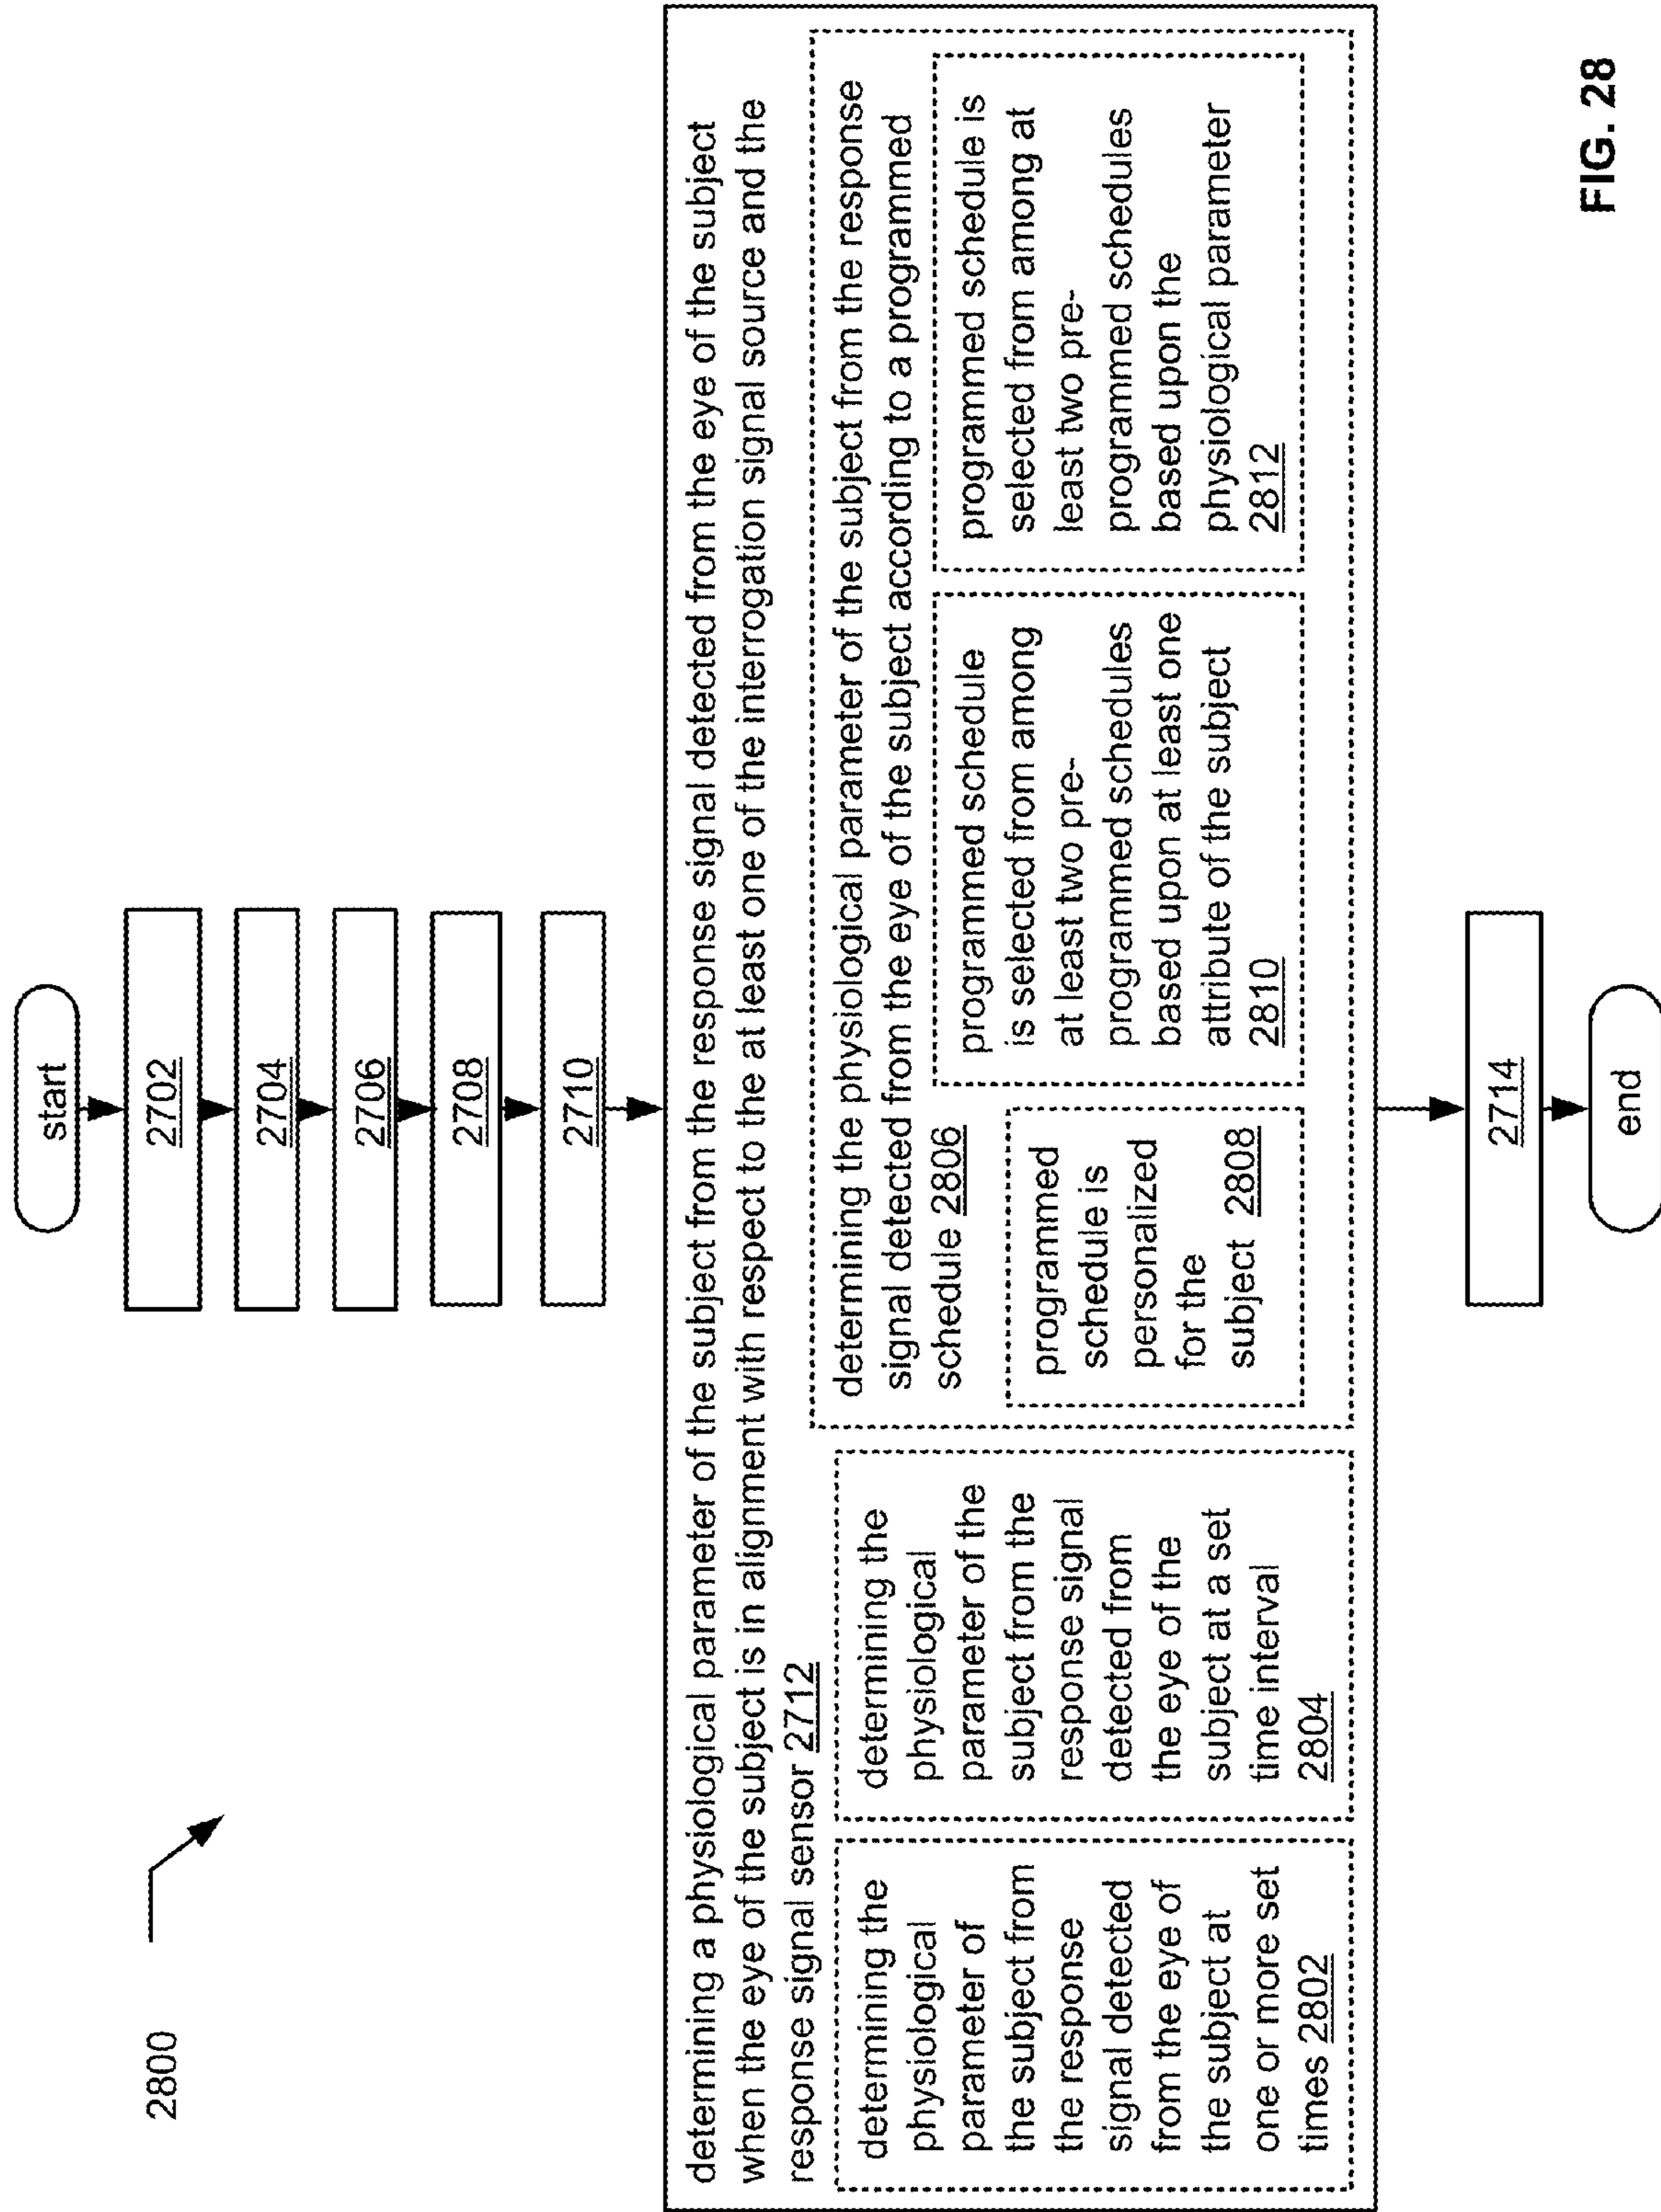 2800
start
2702
2704
2706
2708
2710
determining a physiological parameter of the subject from the response signal detected from the eye of the subject
when the eye of the subject is in alignment with respect to the at least one of the interrogation signal source and the
response signal sensor 2712
determining the
physiological
parameter of
the subject from
the response
signal detected
from the eye of
the subject at
one or more set
times 2802
determining the
physiological
parameter of the
subject from the
response signal
detected from
the eye of the
subject at a set
time interval
2804
determining the physiological parameter of the subject from the response
signal detected from the eye of the subject according to a programmed
schedule 2806
programmed
schedule is
personalized
for the
subject 2808
programmed schedule
is selected from among
at least two pre-
programmed schedules
based upon at least one
attribute of the subject
2810
programmed schedule is
selected from among at
least two pre-
programmed schedules
based upon the
physiological parameter
2812
2714
end
FIG. 28